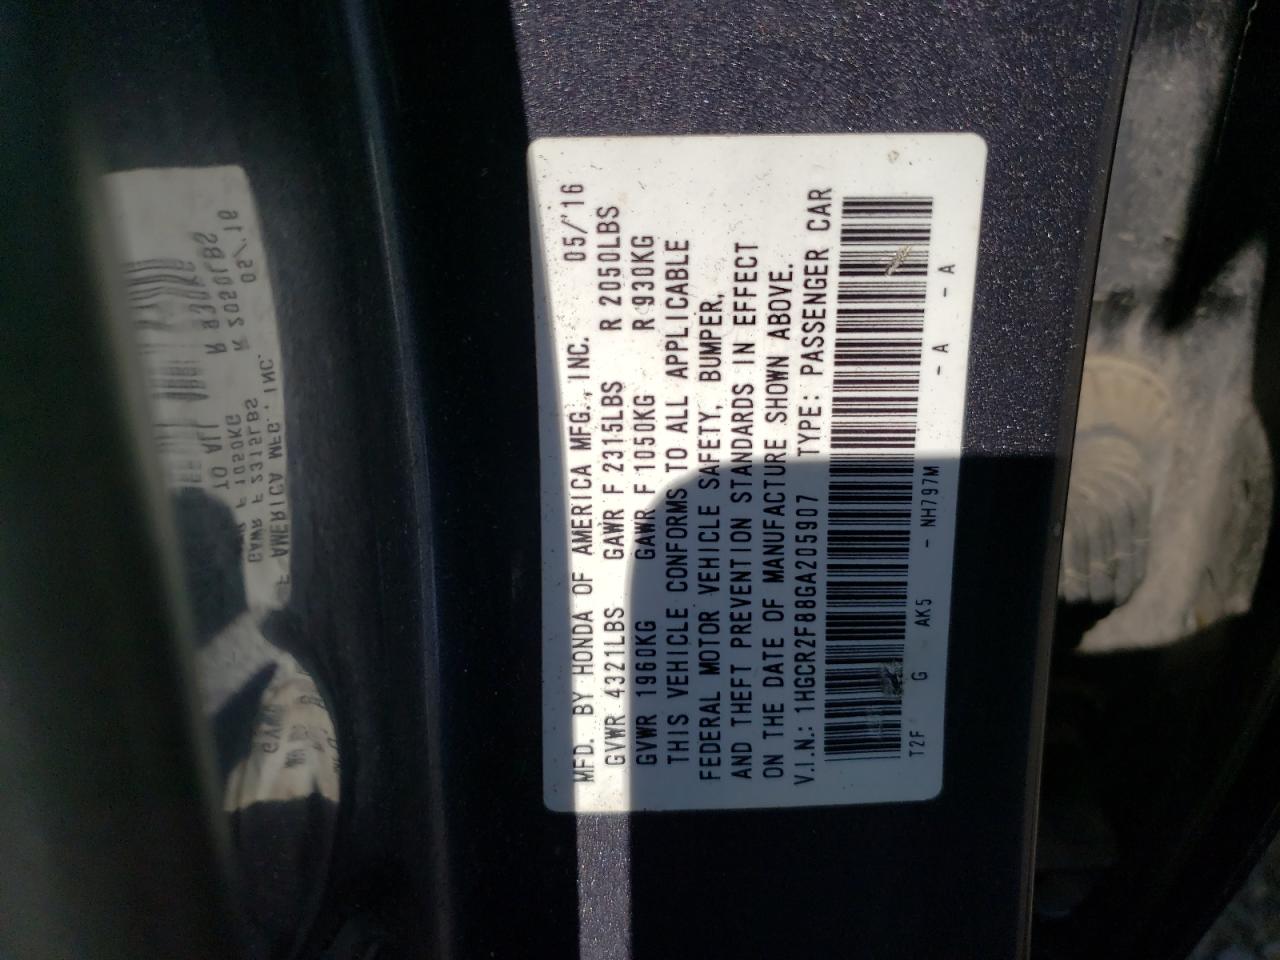 MFD. BY HONDA OF AMERICA MFG., INC. 05/'16
GVWR 4321LBS GAWR F 2315LBS R 2050LBS
GVWR 1960KG GAWR F 1050KG R 930KG
THIS VEHICLE CONFORMS TO ALL APPLICABLE
FEDERAL MOTOR VEHICLE SAFETY, BUMPER,
AND THEFT PREVENTION STANDARDS IN EFFECT
ON THE DATE OF MANUFACTURE SHOWN ABOVE.
V.I.N.: 1HGCR2F88GA205907 TYPE: PASSENGER CAR
T2F G AK5 - NH797M - A - A